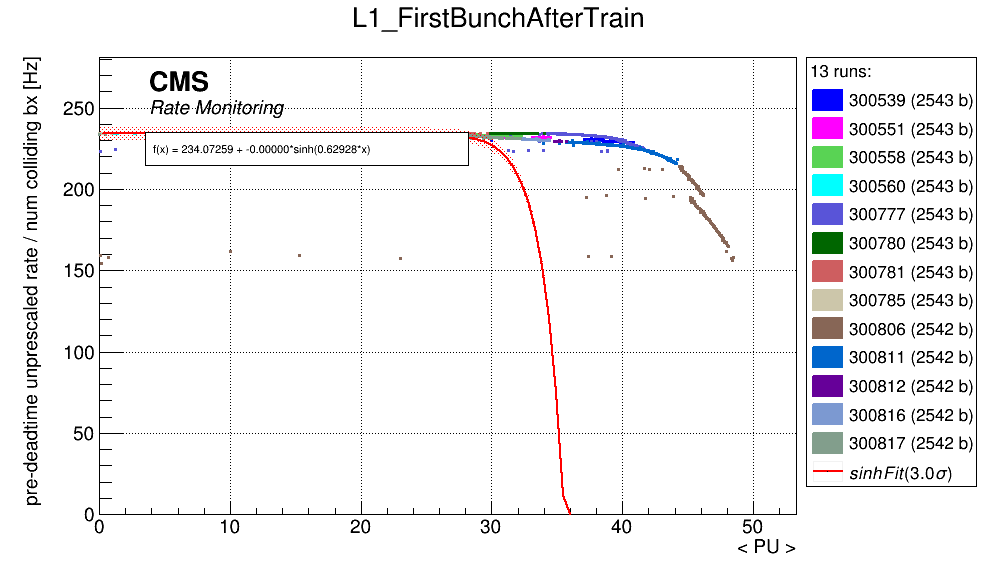 L1_FirstBunchAfterTrain
pre-deadtime unprescaled rate / num colliding bx [Hz]
CMS
Rate Monitoring
f(x) = 234.07259 + -0.00000*sinh(0.62928*x)
250
200
150
100
50
0
0 10 20 30 40 50
< PU >
13 runs:
300539 (2543 b)
300551 (2543 b)
300558 (2543 b)
300560 (2543 b)
300777 (2543 b)
300780 (2543 b)
300781 (2543 b)
300785 (2543 b)
300806 (2542 b)
300811 (2542 b)
300812 (2542 b)
300816 (2542 b)
300817 (2542 b)
sinhFit(3.0σ)